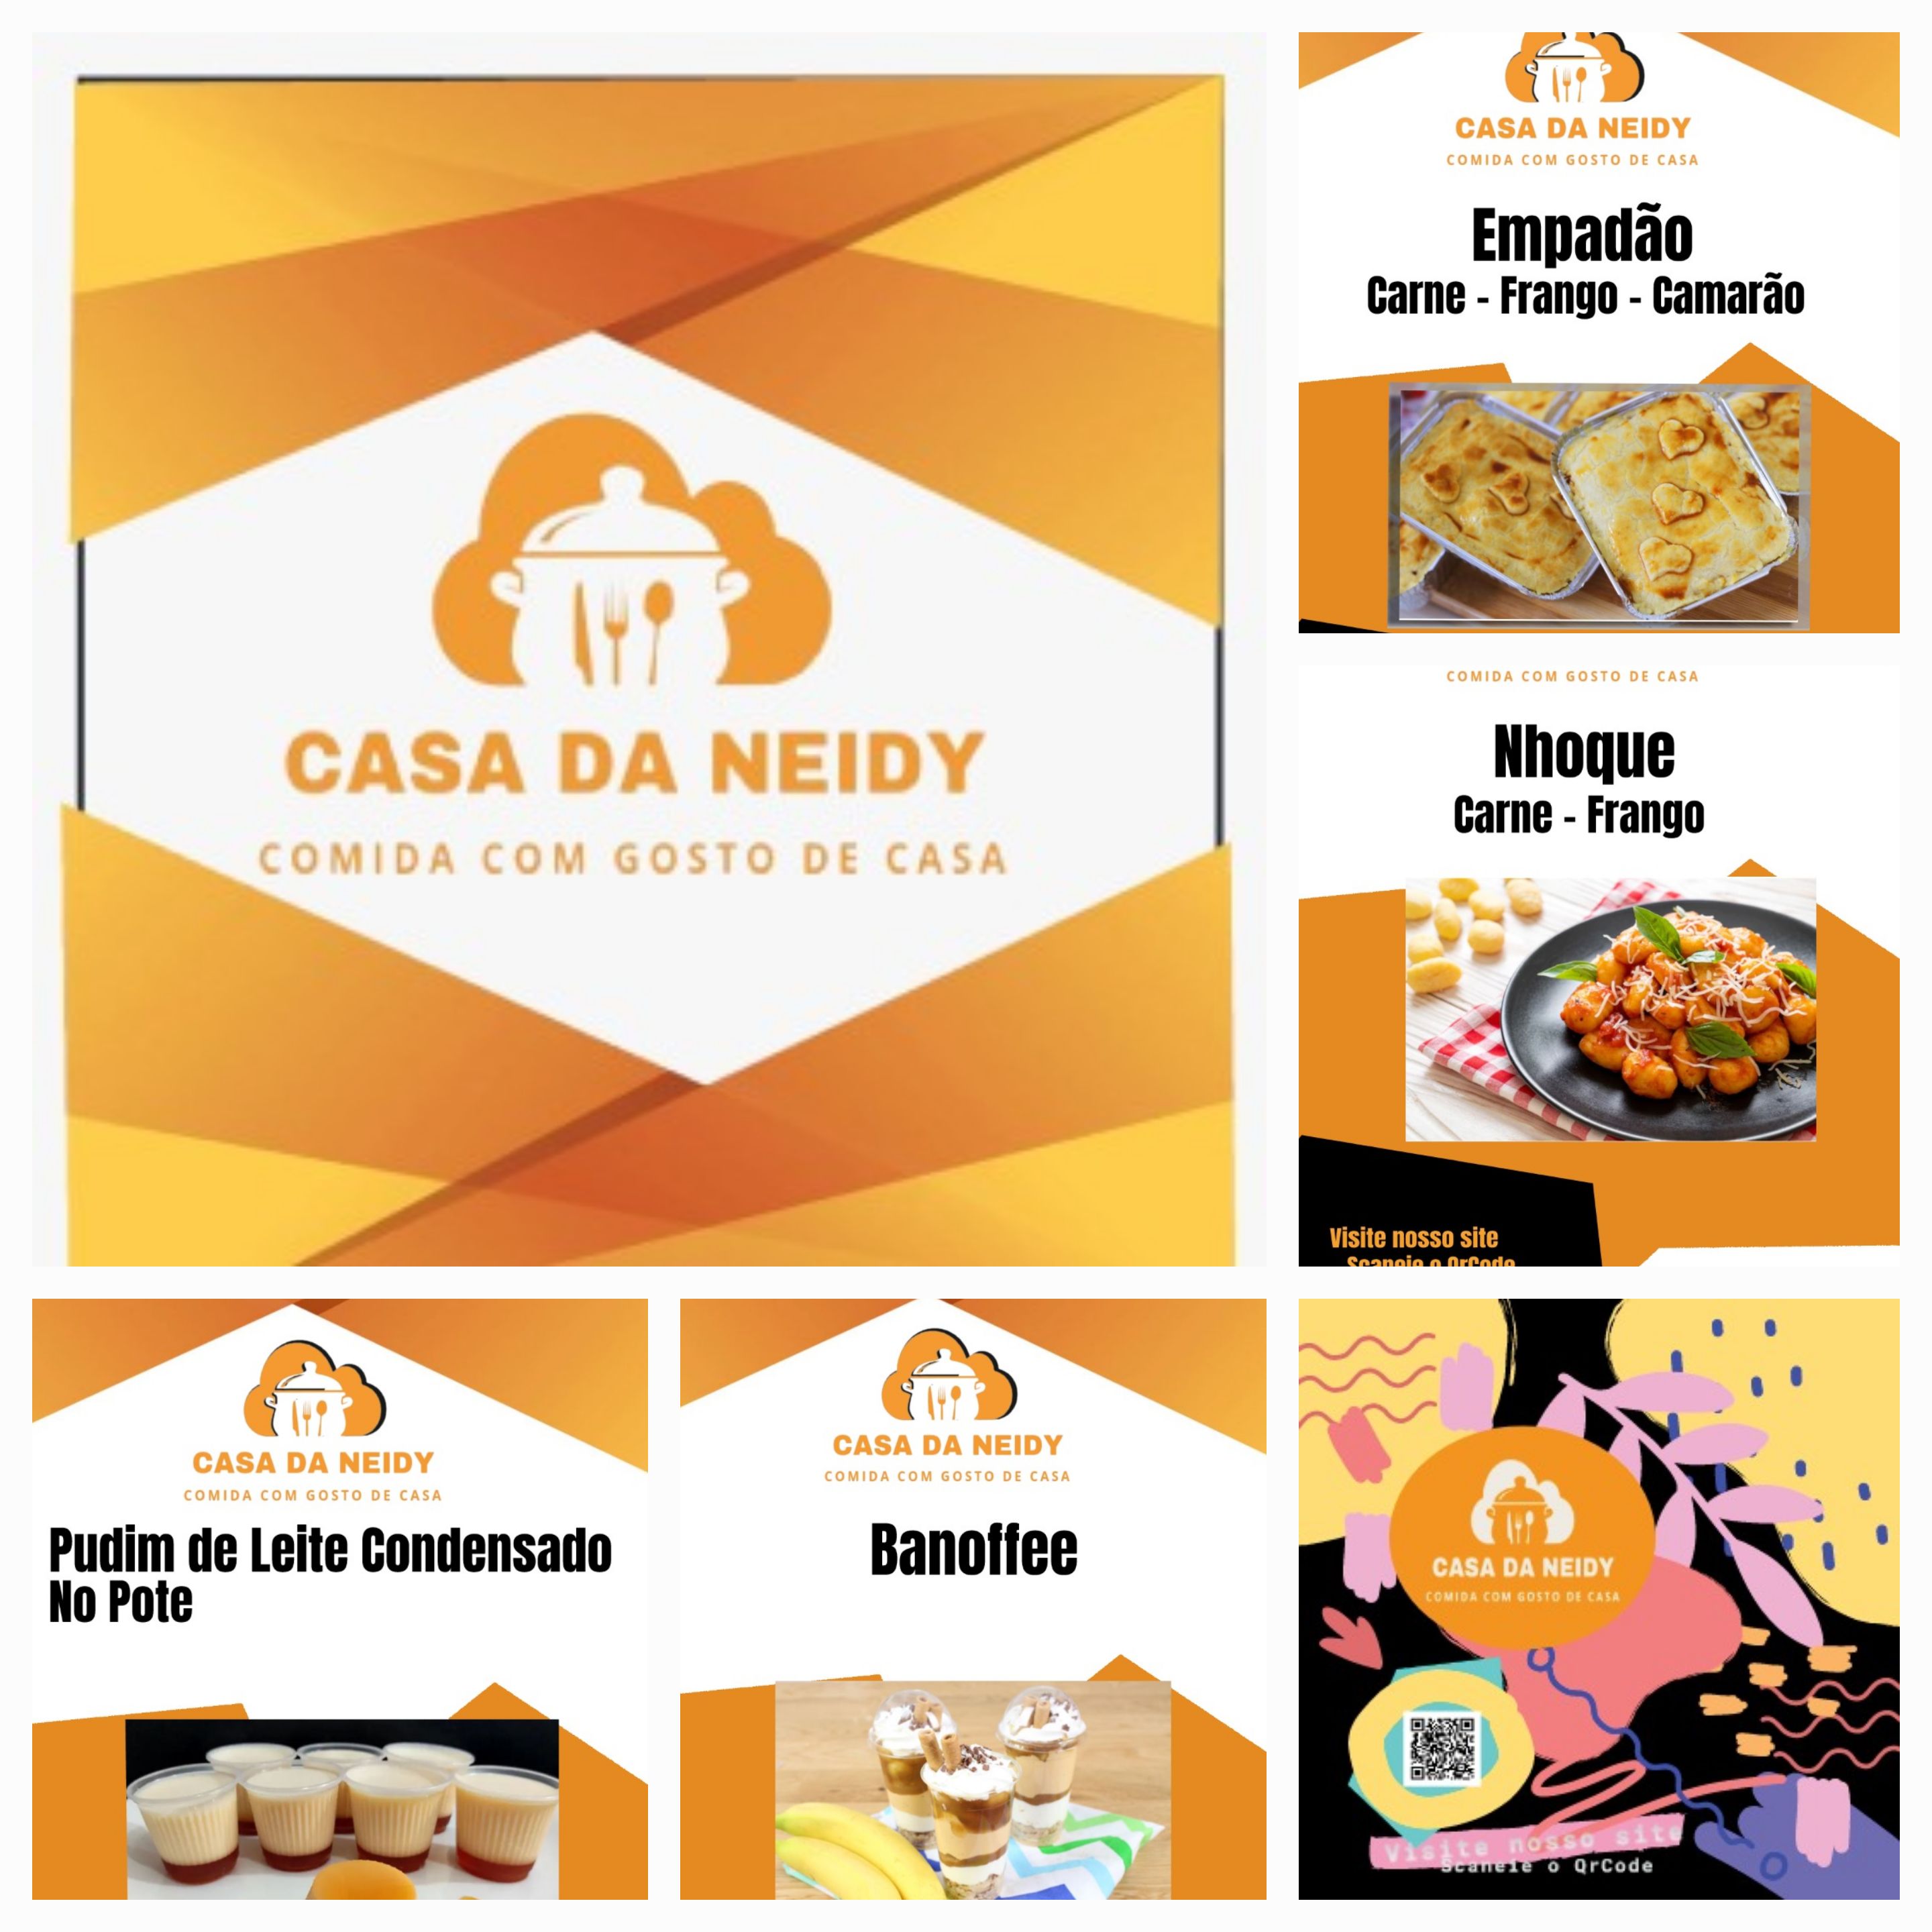 CASA DA NEIDY
COMIDA COM GOSTO DE CASA
CASA DA NEIDY
COMIDA COM GOSTO DE CASA
Empadão
Carne - Frango - Camarão
COMIDA COM GOSTO DE CASA
Nhoque
Carne - Frango
Visite nosso site
Scaneie o QrCode
CASA DA NEIDY
COMIDA COM GOSTO DE CASA
Pudim de Leite Condensado
No Pote
CASA DA NEIDY
COMIDA COM GOSTO DE CASA
Banoffee
CASA DA NEIDY
COMIDA COM GOSTO DE CASA
Visite nosso site
Scaneie o QrCode